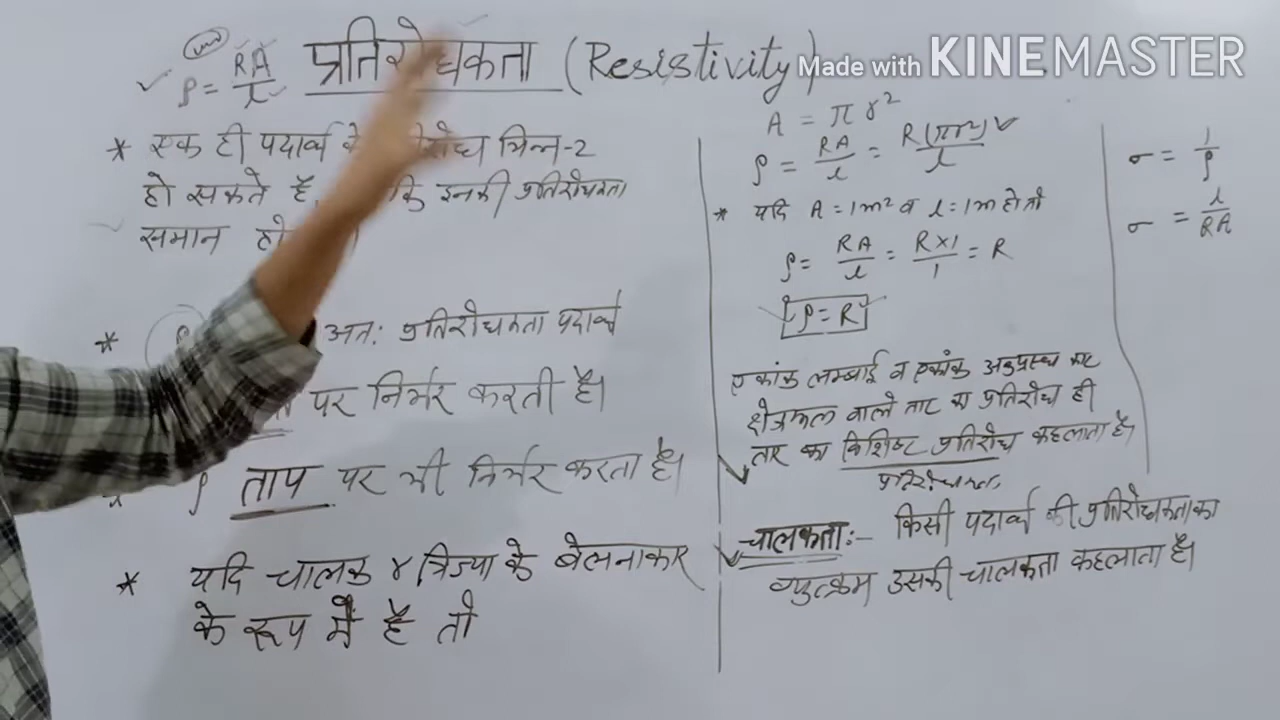 ρ = RA/l प्रतिरोधकता (Resistivity)
* एक ही पदार्थ के भिन्न-2
हो सकते है, इनकी प्रतिरोधकता
समान
* अतः प्रतिरोधकता पदार्थ
पर निर्भर करती है।
* ρ ताप पर भी निर्भर करता है।
* यदि चालक r त्रिज्या के बेलनाकार
के रूप में है तो
Made with KINEMASTER
A = πr²
ρ = RA/l = R(πr²)/l
* यदि A = 1m² व l = 1m हो तो
ρ = RA/l = R×1/1 = R
ρ = R
एकांक लम्बाई व एकांक अनुप्रस्थ काट
क्षेत्रफल वाले तार का प्रतिरोध ही
तार का विशिष्ट प्रतिरोध कहलाता है।
प्रतिरोधकता
चालकता :- किसी पदार्थ की प्रतिरोधकता का
व्युत्क्रम उसकी चालकता कहलाता है।
σ = 1/ρ
σ = l/RA